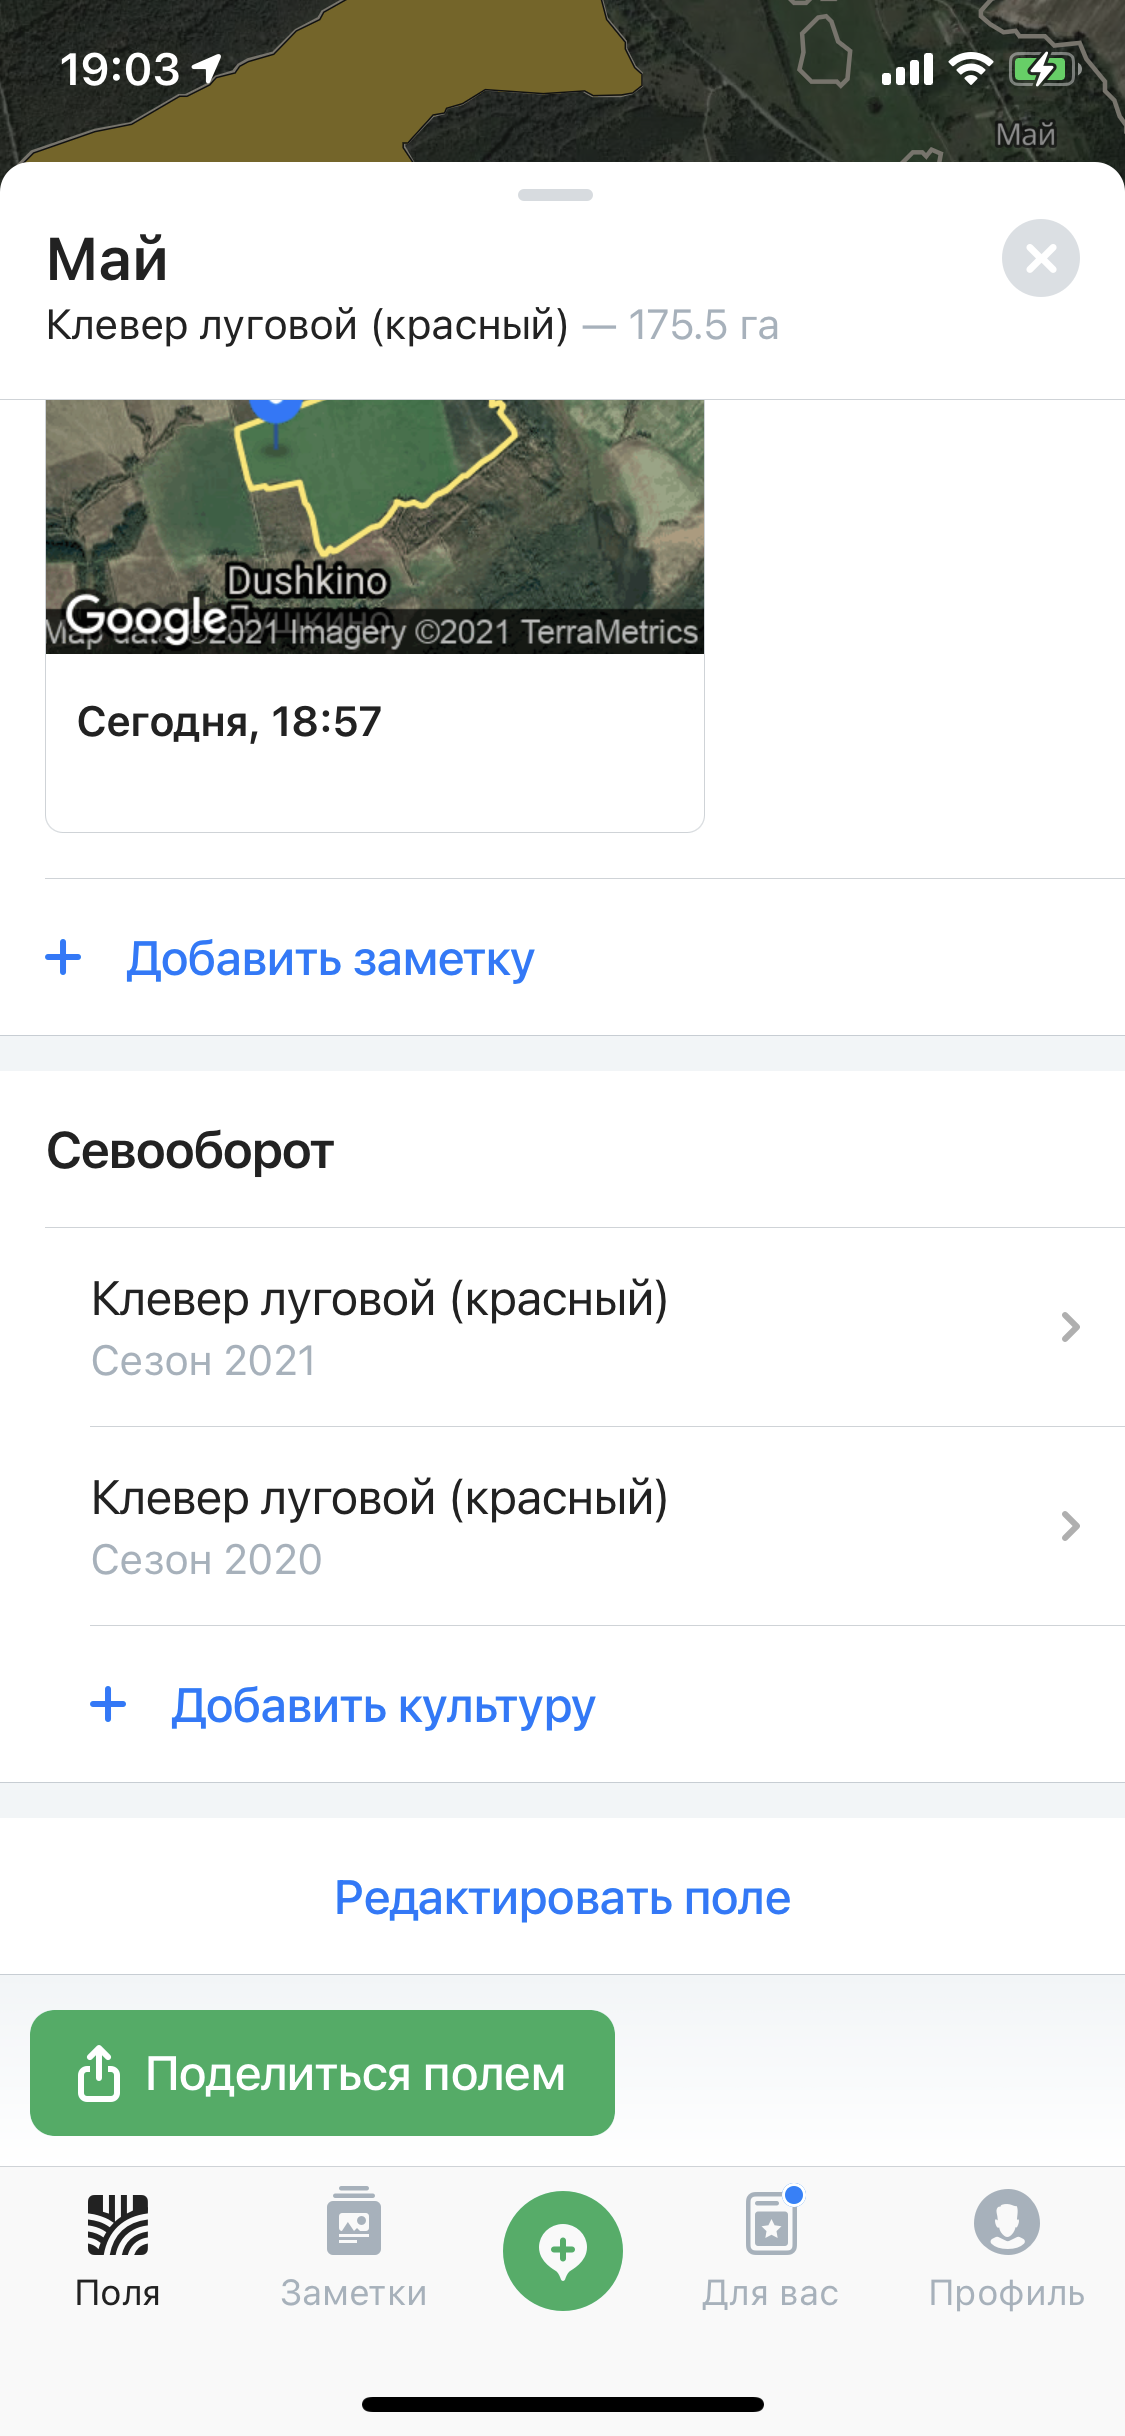 19:03
Май
Май
Клевер луговой (красный) — 175.5 га
Dushkino
Google
Map data ©2021 Imagery ©2021 TerraMetrics
Сегодня, 18:57
+ Добавить заметку
Севооборот
Клевер луговой (красный)
Сезон 2021
Клевер луговой (красный)
Сезон 2020
+ Добавить культуру
Редактировать поле
Поделиться полем
Поля
Заметки
Для вас
Профиль